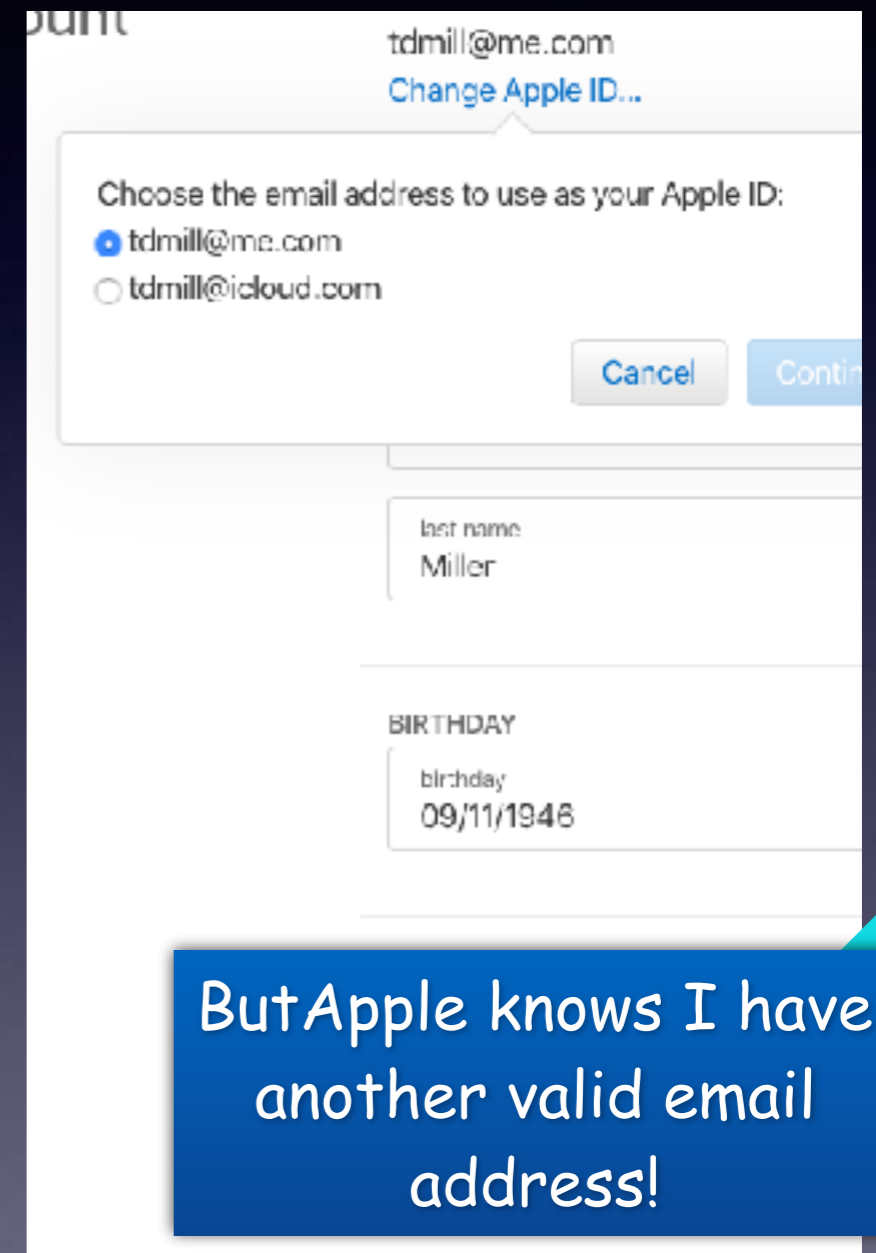 ount
tdmill@me.com
Change Apple ID...
Choose the email address to use as your Apple ID:
tdmill@me.com
tdmill@icloud.com
Cancel Contin
last name
Miller
BIRTHDAY
birthday
09/11/1946
ButApple knows I have
another valid email
address!